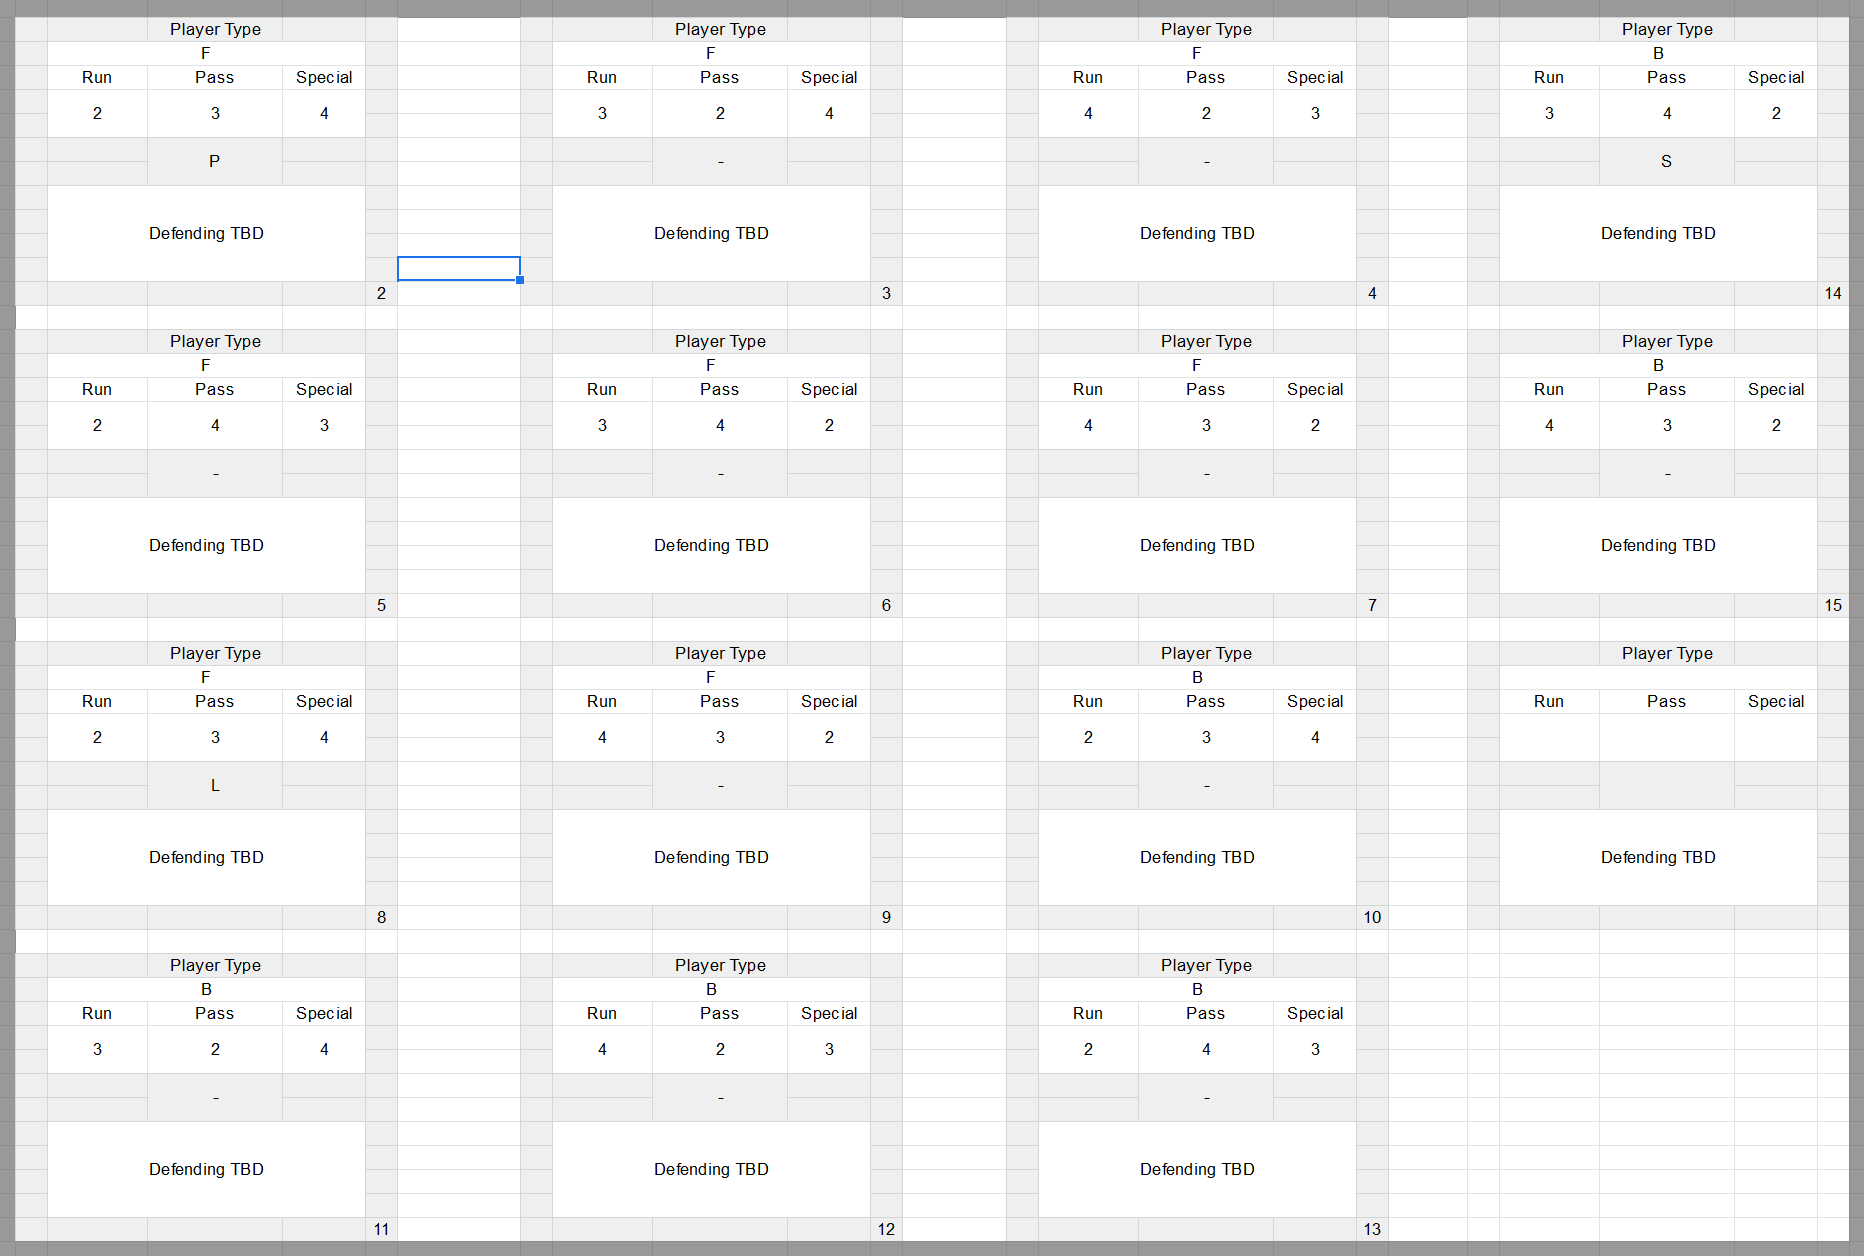 Player Type Player Type Player Type Player Type
F F F B
Run Pass Special Run Pass Special Run Pass Special Run Pass Special
2 3 4 3 2 4 4 2 3 3 4 2
P - - S
Defending TBD Defending TBD Defending TBD Defending TBD
2 3 4 14
Player Type Player Type Player Type Player Type
F F F B
Run Pass Special Run Pass Special Run Pass Special Run Pass Special
2 4 3 3 4 2 4 3 2 4 3 2
- - - -
Defending TBD Defending TBD Defending TBD Defending TBD
5 6 7 15
Player Type Player Type Player Type Player Type
F F B
Run Pass Special Run Pass Special Run Pass Special Run Pass Special
2 3 4 4 3 2 2 3 4
L - -
Defending TBD Defending TBD Defending TBD Defending TBD
8 9 10
Player Type Player Type Player Type
B B B
Run Pass Special Run Pass Special Run Pass Special
3 2 4 4 2 3 2 4 3
- - -
Defending TBD Defending TBD Defending TBD
11 12 13